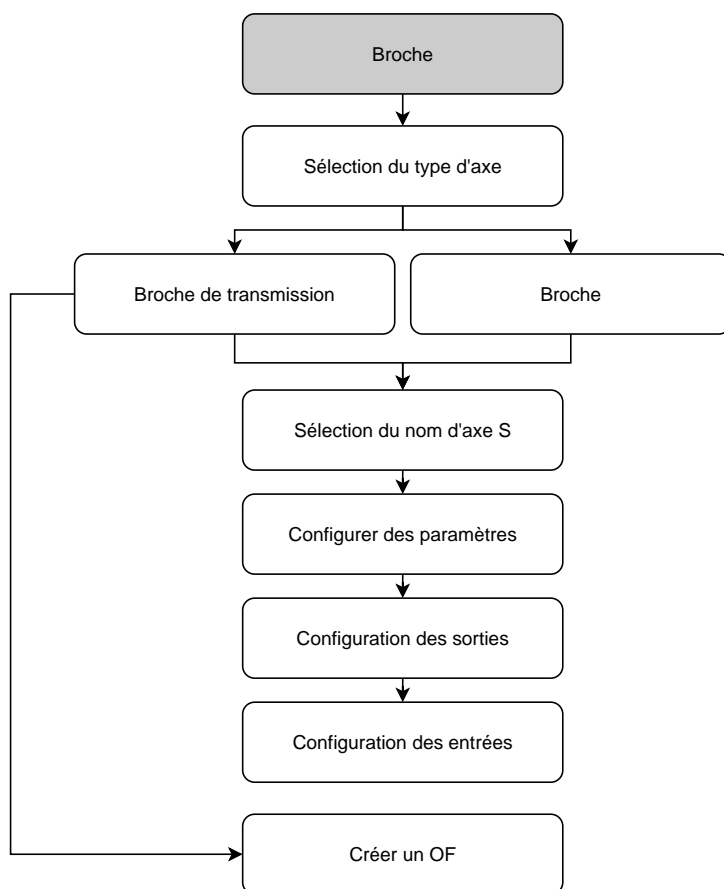 Broche
Sélection du type d'axe
Broche de transmission
Broche
Sélection du nom d'axe S
Configurer des paramètres
Configuration des sorties
Configuration des entrées
Créer un OF